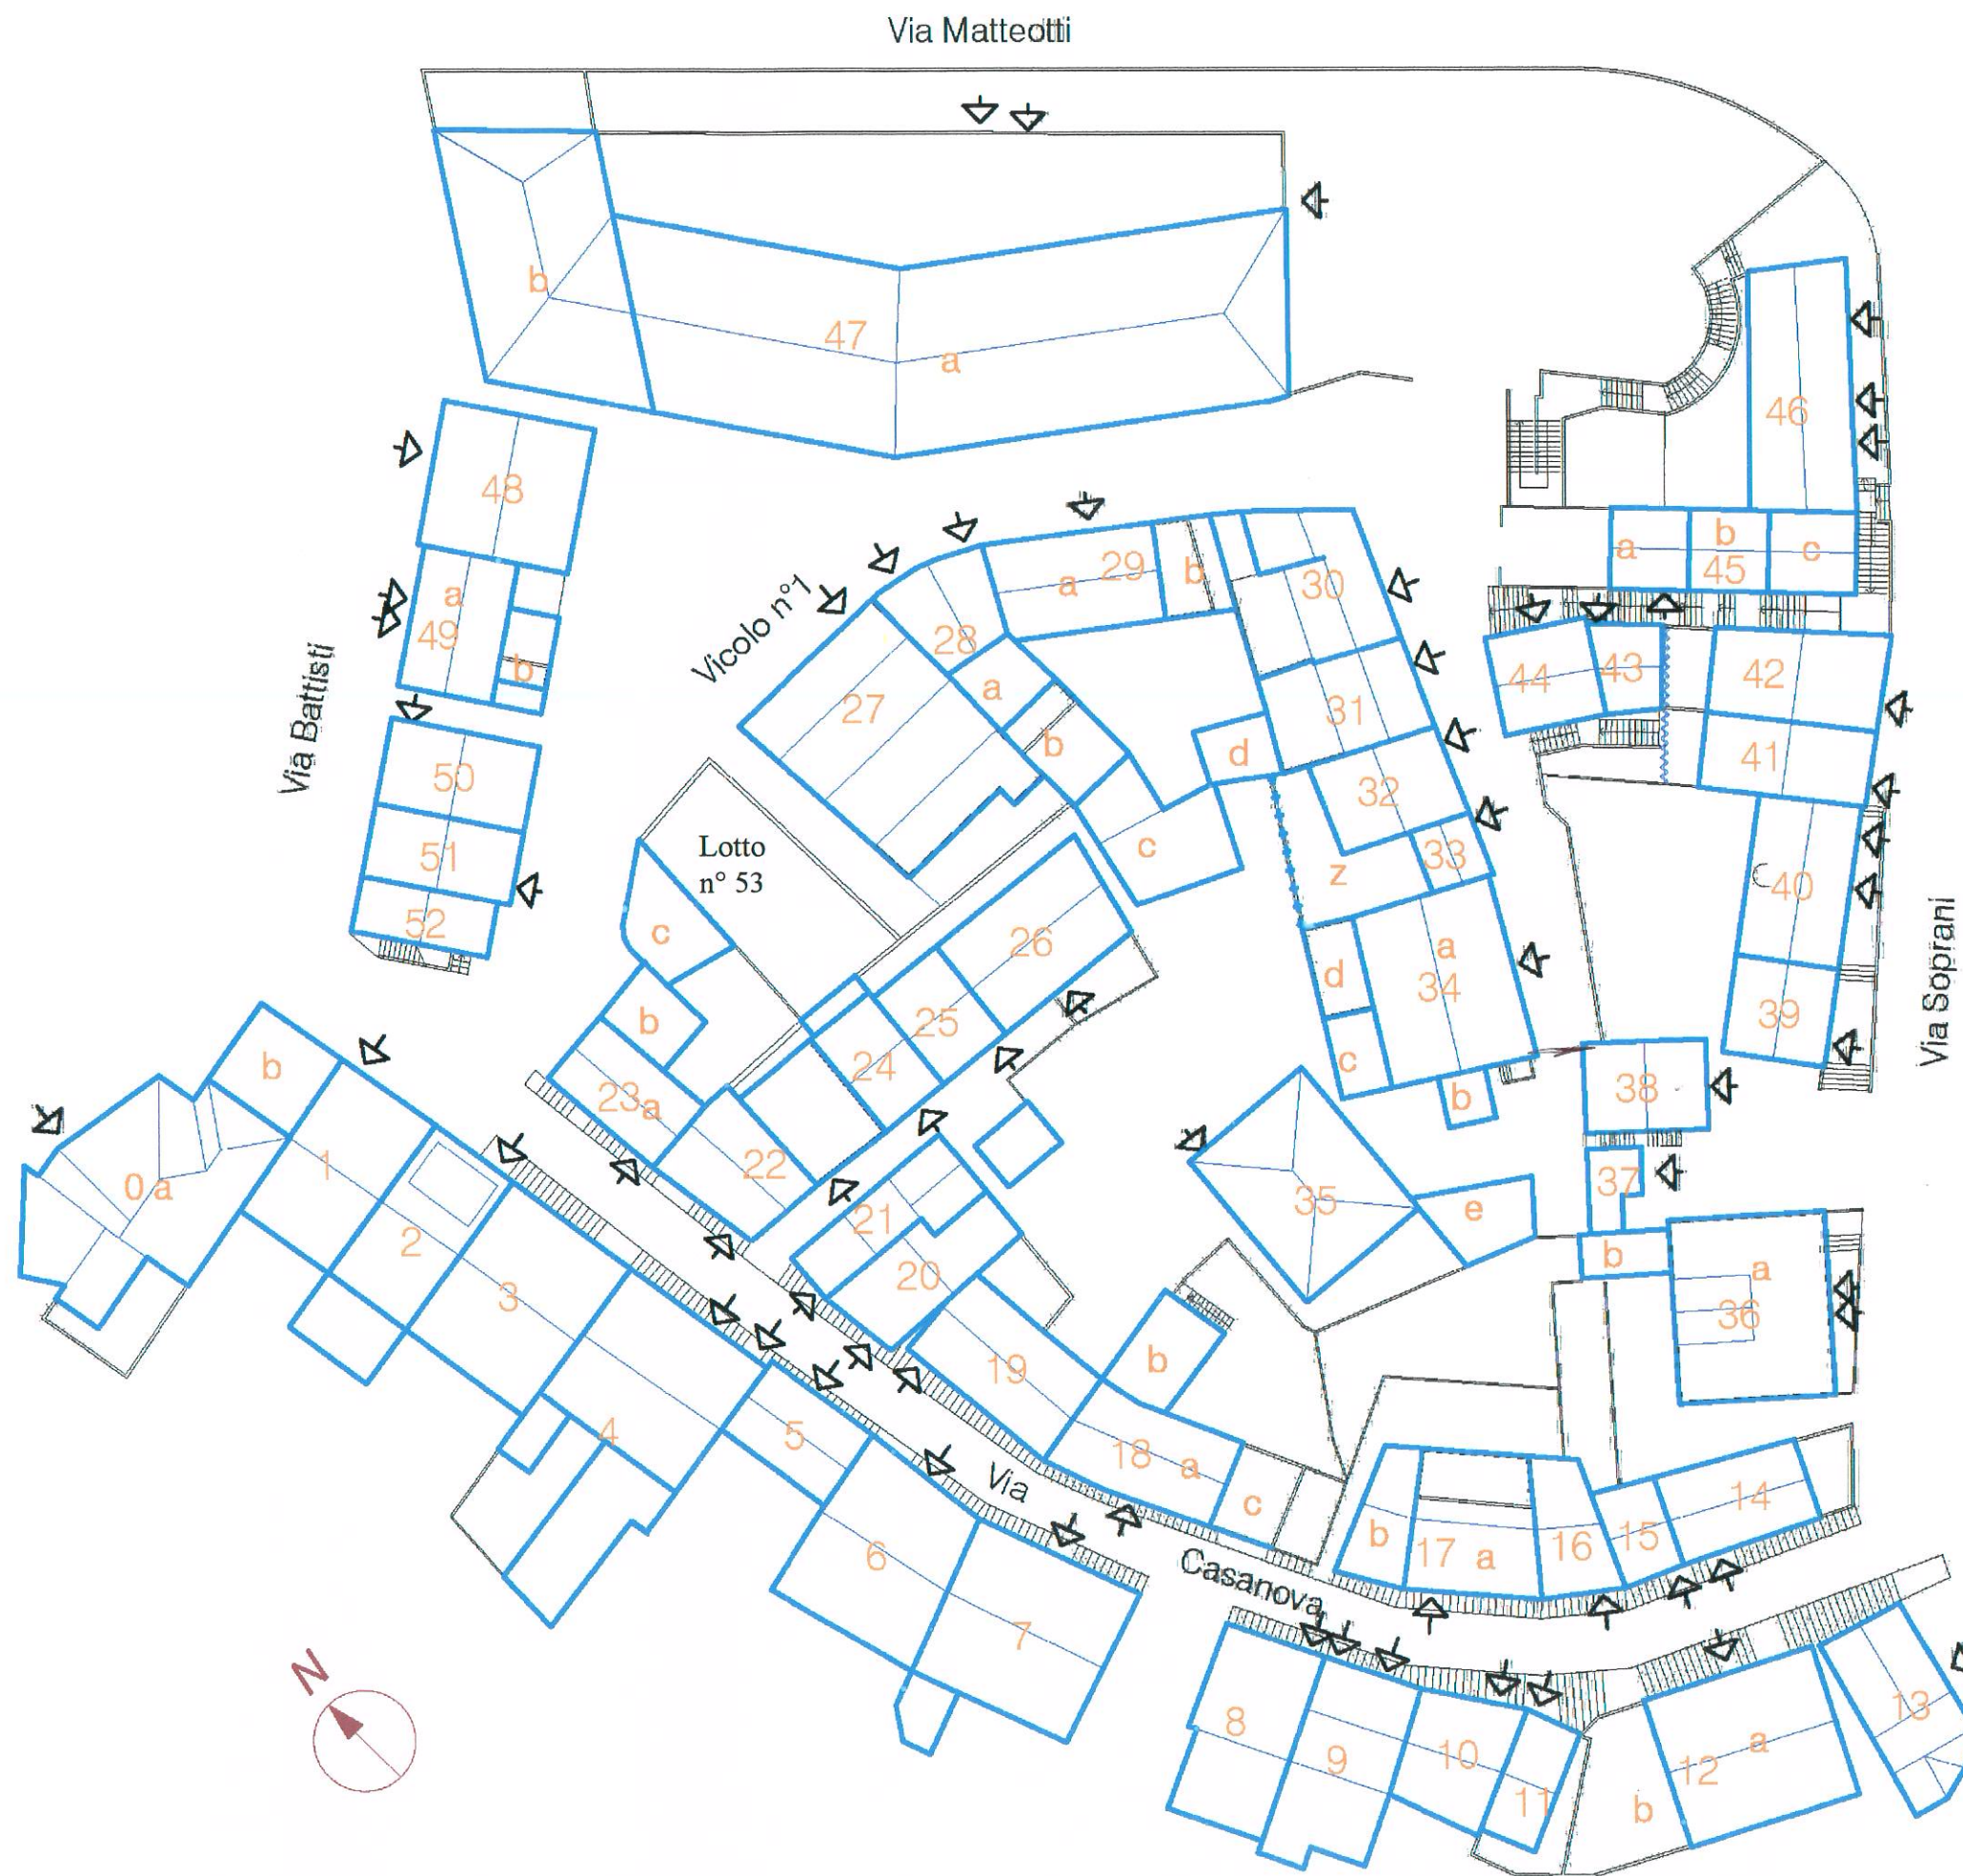 Via Matteotti
b
47
a
46
48
a
b
45
c
a
29
b
30
Vicolo n°1
a
49
b
28
a
27
31
44
43
42
41
Via Battisti
50
b
d
32
51
Lotto
n° 53
c
z
33
40
52
c
26
a
34
d
39
Via Soprani
b
25
24
c
b
38
b
0 a
1
23a
22
35
e
37
2
21
20
b
a
36
3
19
b
4
5
18
a
c
14
Via
b
17
a
16
15
6
Casanova
7
N
8
9
10
11
12
a
b
13